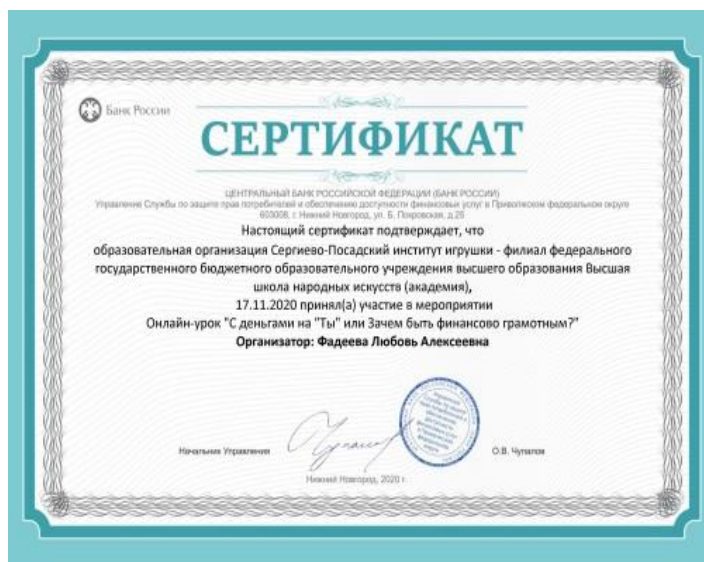 Банк России
СЕРТИФИКАТ
ЦЕНТРАЛЬНЫЙ БАНК РОССИЙСКОЙ ФЕДЕРАЦИИ (БАНК РОССИИ)
Управление Службы по защите прав потребителей и обеспечению доступности финансовых услуг в Приволжском федеральном округе
603008, г. Нижний Новгород, ул. Б. Покровская, д.26
Настоящий сертификат подтверждает, что
образовательная организация Сергиево-Посадский институт игрушки - филиал федерального
государственного бюджетного образовательного учреждения высшего образования Высшая
школа народных искусств (академия),
17.11.2020 принял(а) участие в мероприятии
Онлайн-урок "С деньгами на "Ты" или Зачем быть финансово грамотным?"
Организатор: Фадеева Любовь Алексеевна
Начальник Управления
О.В. Чупалов
Нижний Новгород, 2020 г.